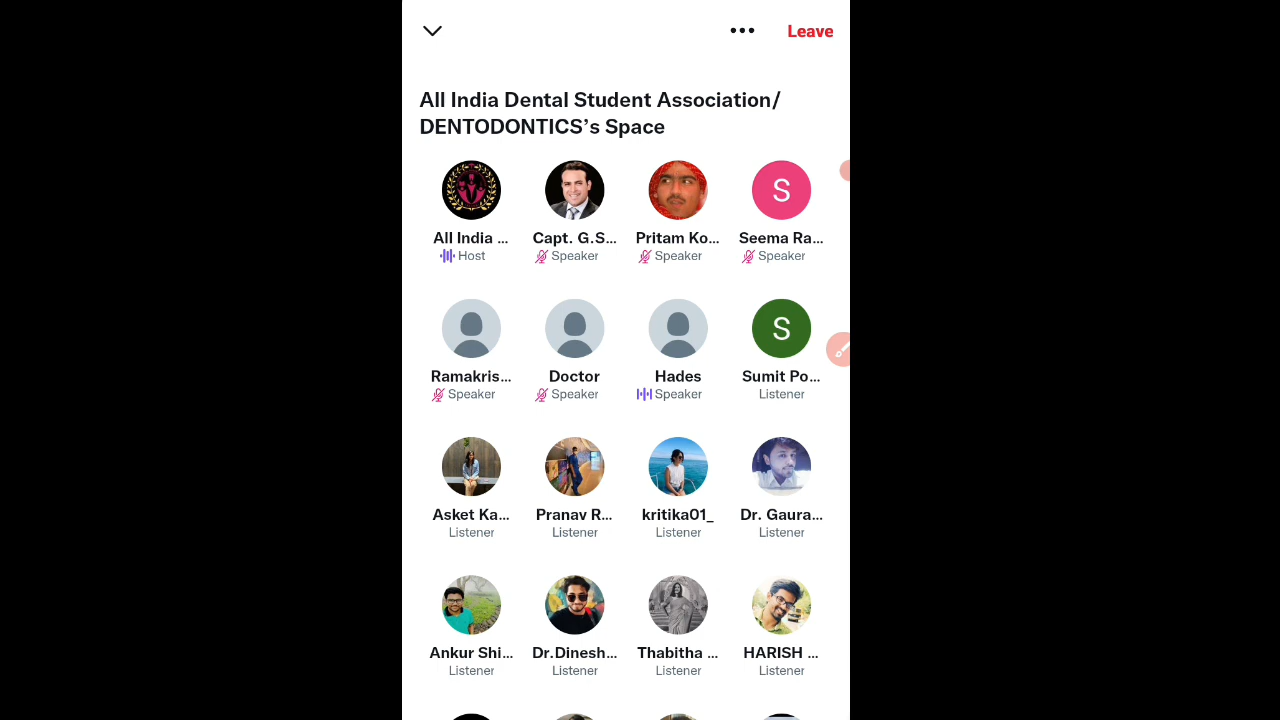 Leave
All India Dental Student Association/
DENTODONTICS’s Space
All India ... Capt. G.S... Pritam Ko... Seema Ra...
Host Speaker Speaker Speaker
S
Ramakris... Doctor Hades Sumit Po...
Speaker Speaker Speaker Listener
S
Asket Ka... Pranav R... kritika01_ Dr. Gaura...
Listener Listener Listener Listener
Ankur Shi... Dr.Dinesh... Thabitha ... HARISH ...
Listener Listener Listener Listener